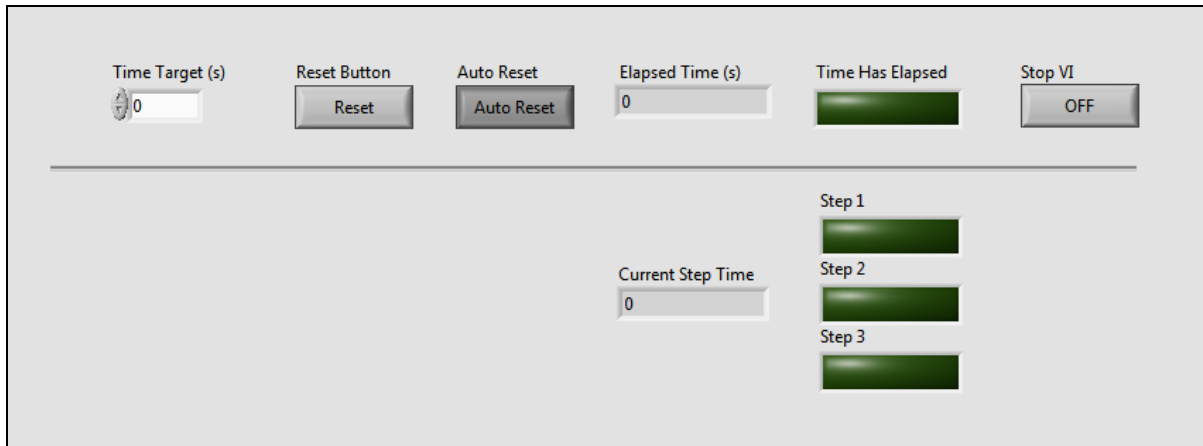 Time Target (s)
Reset Button
Auto Reset
Elapsed Time (s)
Time Has Elapsed
Stop VI
0
Reset
Auto Reset
0
OFF
Step 1
Current Step Time
Step 2
0
Step 3